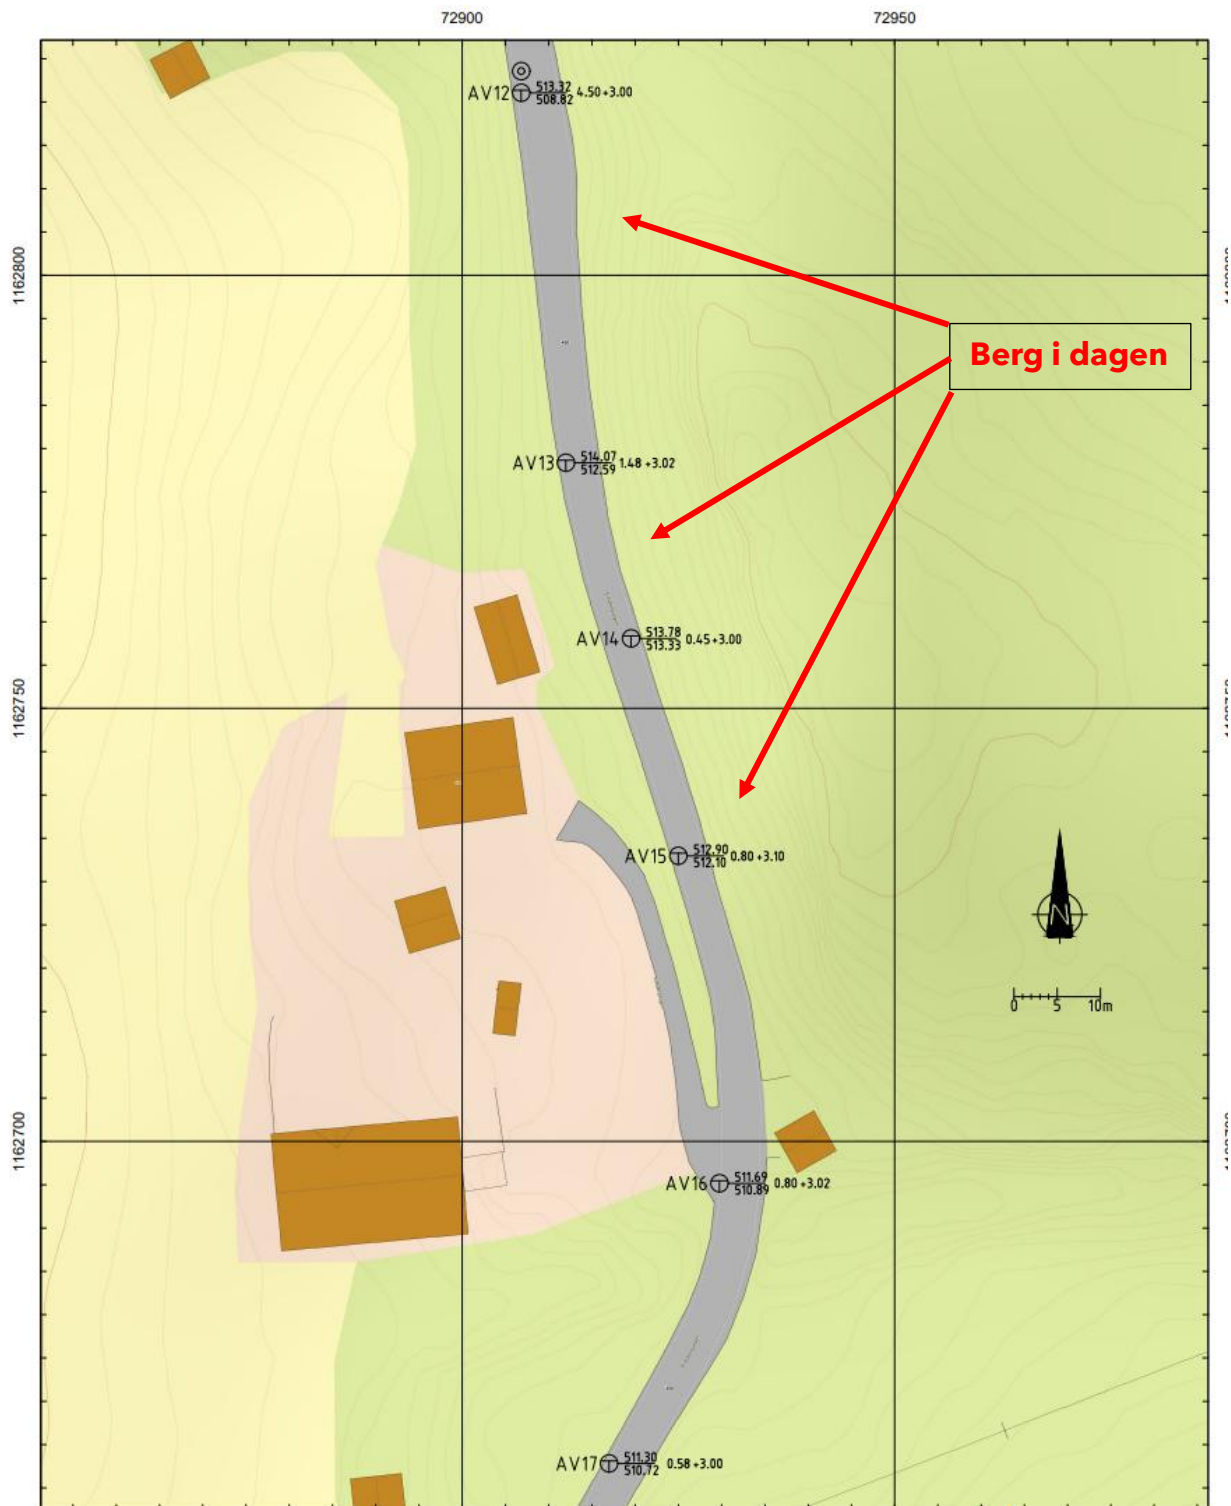 72900 72950
AV12 513.32 4.50+3.00
508.82
1162800
Berg i dagen
AV13 514.07 1.48 +3.02
512.59
AV14 513.78 0.45+3.00
513.33
1162750
AV15 512.90 0.80 +3.10
512.10
N
0 5 10m
1162700
AV16 511.69 0.80 +3.02
510.89
AV17 511.30 0.58 +3.00
510.72